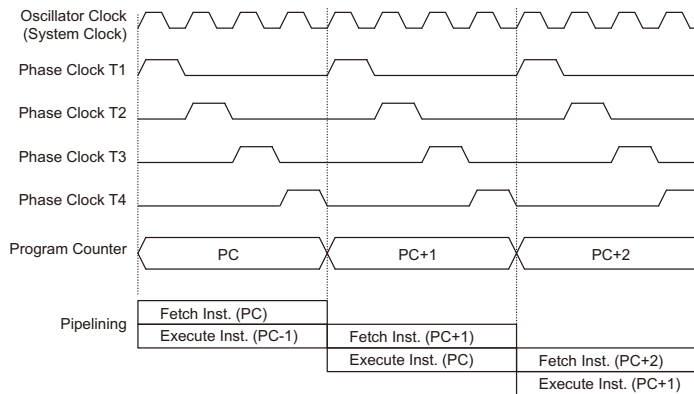 Oscillator Clock
(System Clock)
Phase Clock T1
Phase Clock T2
Phase Clock T3
Phase Clock T4
Program Counter
PC
PC+1
PC+2
Pipelining
Fetch Inst. (PC)
Execute Inst. (PC-1)
Fetch Inst. (PC+1)
Execute Inst. (PC)
Fetch Inst. (PC+2)
Execute Inst. (PC+1)